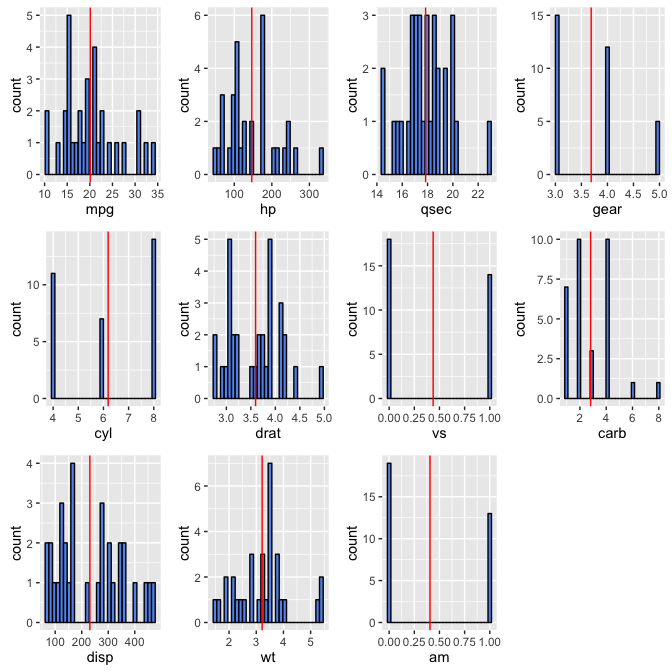 5
4
3
2
1
0
count
10 15 20 25 30 35
mpg
6
4
2
0
count
100 200 300
hp
3
2
1
0
count
14 16 18 20 22
qsec
15
10
5
0
count
3.0 3.5 4.0 4.5 5.0
gear
10
5
0
count
4 5 6 7 8
cyl
5
4
3
2
1
0
count
3.0 3.5 4.0 4.5 5.0
drat
15
10
5
0
count
0.00 0.25 0.50 0.75 1.00
vs
10.0
7.5
5.0
2.5
0.0
count
2 4 6 8
carb
4
3
2
1
0
count
100 200 300 400
disp
6
4
2
0
count
2 3 4 5
wt
15
10
5
0
count
0.00 0.25 0.50 0.75 1.00
am